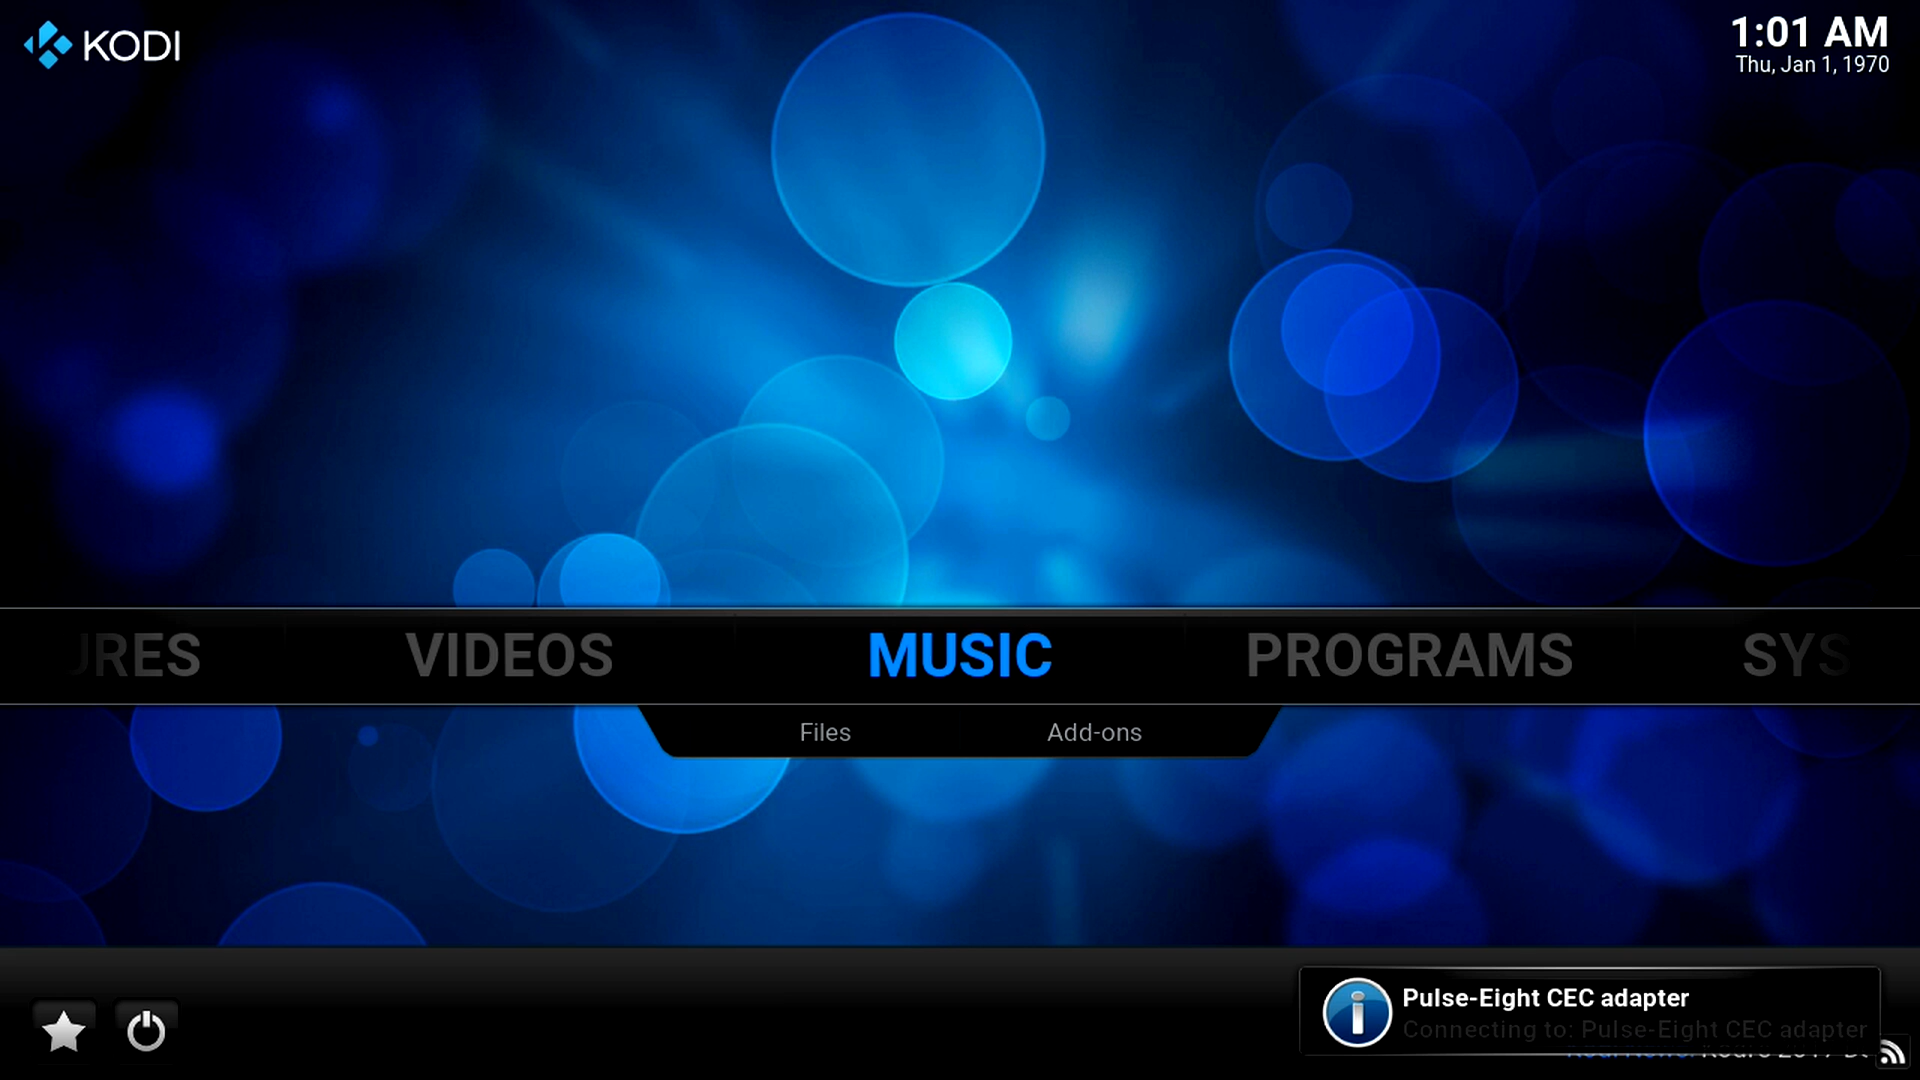 KODI
1:01 AM
Thu, Jan 1, 1970
URES VIDEOS MUSIC PROGRAMS SYS
Files Add-ons
Pulse-Eight CEC adapter
Connecting to: Pulse-Eight CEC adapter